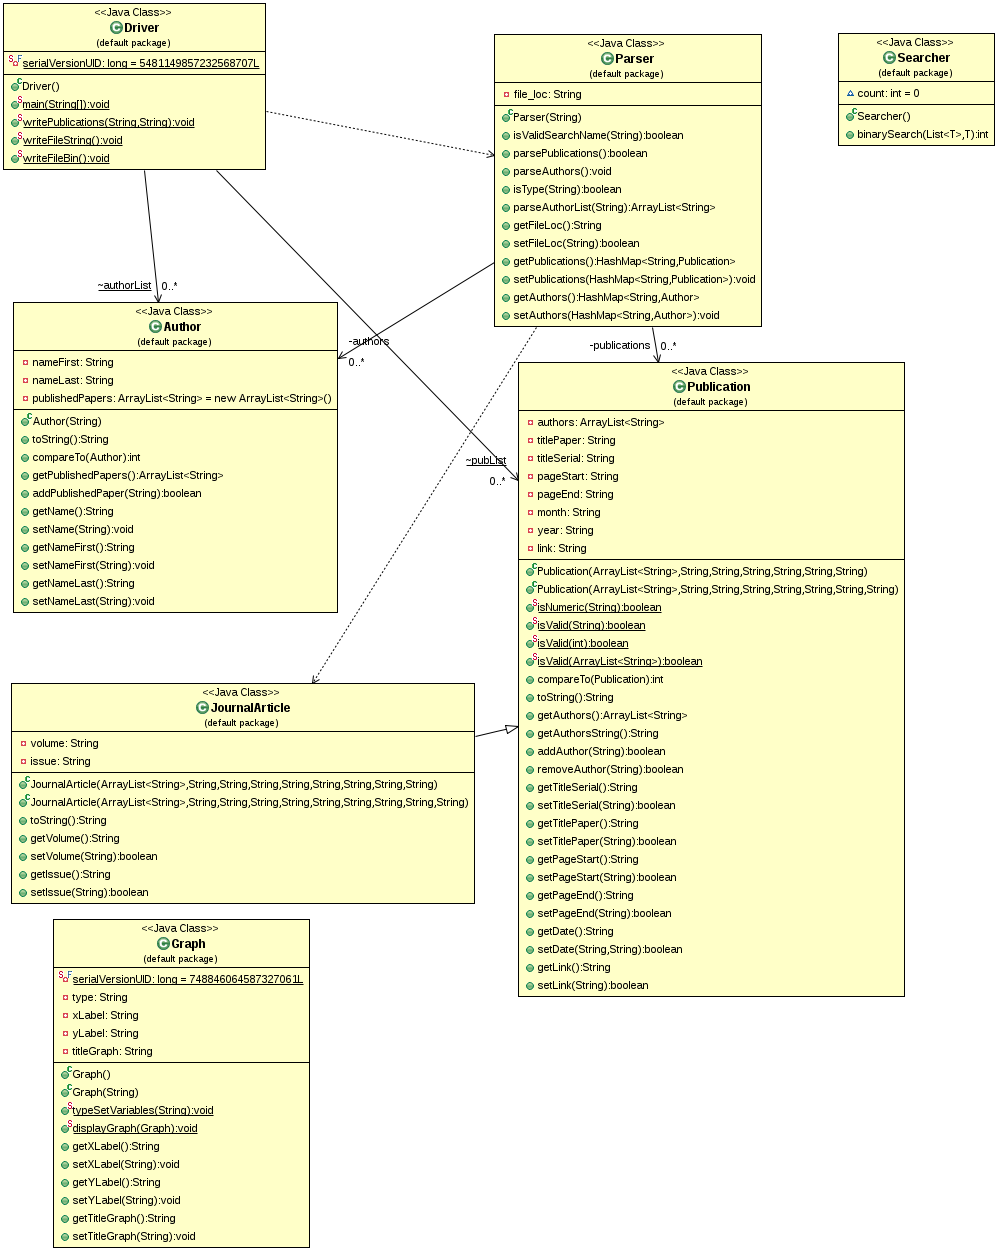 <<Java Class>>
Driver
(default package)
serialVersionUID: long = 5481149857232568707L
Driver()
main(String[]):void
writePublications(String,String):void
writeFileString():void
writeFileBin():void
<<Java Class>>
Parser
(default package)
file_loc: String
Parser(String)
isValidSearchName(String):boolean
parsePublications():boolean
parseAuthors():void
isType(String):boolean
parseAuthorList(String):ArrayList<String>
getFileLoc():String
setFileLoc(String):boolean
getPublications():HashMap<String,Publication>
setPublications(HashMap<String,Publication>):void
getAuthors():HashMap<String,Author>
setAuthors(HashMap<String,Author>):void
<<Java Class>>
Searcher
(default package)
count: int = 0
Searcher()
binarySearch(List<T>,T):int
~authorList 0..*
-authors
0..*
-publications 0..*
~pubList
0..*
<<Java Class>>
Author
(default package)
nameFirst: String
nameLast: String
publishedPapers: ArrayList<String> = new ArrayList<String>()
Author(String)
toString():String
compareTo(Author):int
getPublishedPapers():ArrayList<String>
addPublishedPaper(String):boolean
getName():String
setName(String):void
getNameFirst():String
setNameFirst(String):void
getNameLast():String
setNameLast(String):void
<<Java Class>>
Publication
(default package)
authors: ArrayList<String>
titlePaper: String
titleSerial: String
pageStart: String
pageEnd: String
month: String
year: String
link: String
Publication(ArrayList<String>,String,String,String,String,String,String)
Publication(ArrayList<String>,String,String,String,String,String,String,String)
isNumeric(String):boolean
isValid(String):boolean
isValid(int):boolean
isValid(ArrayList<String>):boolean
compareTo(Publication):int
toString():String
getAuthors():ArrayList<String>
getAuthorsString():String
addAuthor(String):boolean
removeAuthor(String):boolean
getTitleSerial():String
setTitleSerial(String):boolean
getTitlePaper():String
setTitlePaper(String):boolean
getPageStart():String
setPageStart(String):boolean
getPageEnd():String
setPageEnd(String):boolean
getDate():String
setDate(String,String):boolean
getLink():String
setLink(String):boolean
<<Java Class>>
JournalArticle
(default package)
volume: String
issue: String
JournalArticle(ArrayList<String>,String,String,String,String,String,String,String,String)
JournalArticle(ArrayList<String>,String,String,String,String,String,String,String,String,String)
toString():String
getVolume():String
setVolume(String):boolean
getIssue():String
setIssue(String):boolean
<<Java Class>>
Graph
(default package)
serialVersionUID: long = 748846064587327061L
type: String
xLabel: String
yLabel: String
titleGraph: String
Graph()
Graph(String)
typeSetVariables(String):void
displayGraph(Graph):void
getXLabel():String
setXLabel(String):void
getYLabel():String
setYLabel(String):void
getTitleGraph():String
setTitleGraph(String):void